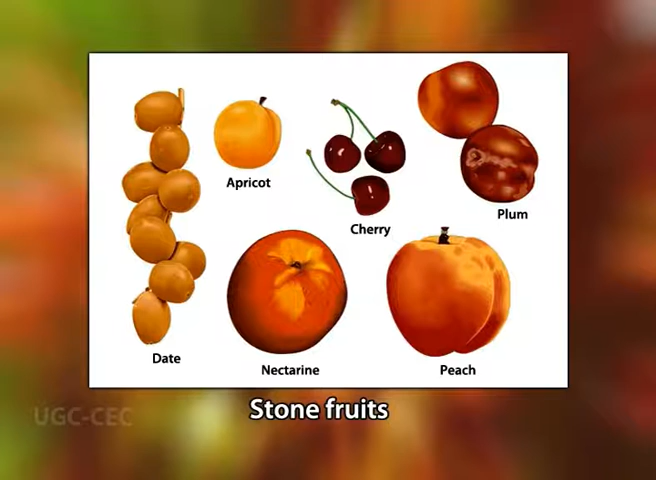 Apricot
Cherry
Plum
Date
Nectarine
Peach
Stone fruits
UGC-CEC